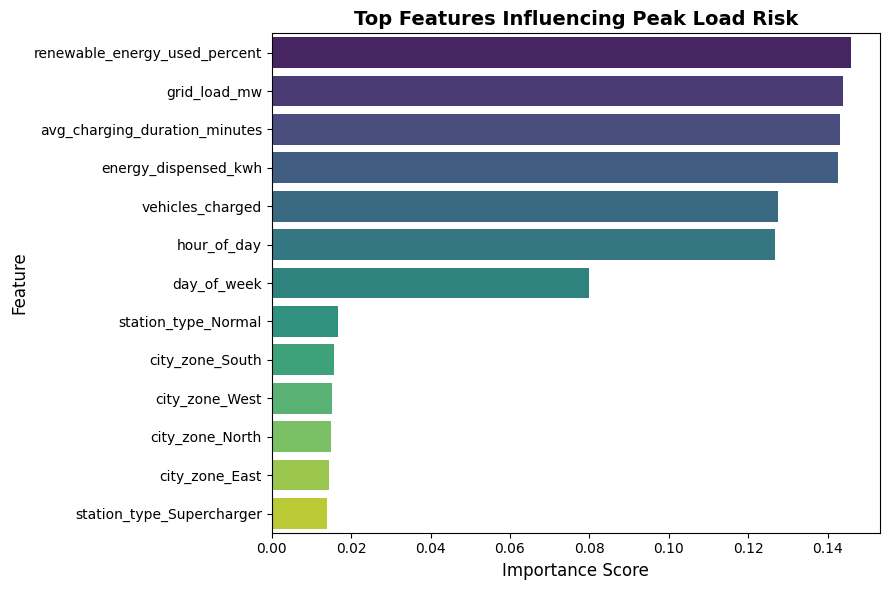 Top Features Influencing Peak Load Risk
renewable_energy_used_percent
grid_load_mw
avg_charging_duration_minutes
energy_dispensed_kwh
vehicles_charged
hour_of_day
day_of_week
station_type_Normal
city_zone_South
city_zone_West
city_zone_North
city_zone_East
station_type_Supercharger
Feature
0.00 0.02 0.04 0.06 0.08 0.10 0.12 0.14
Importance Score